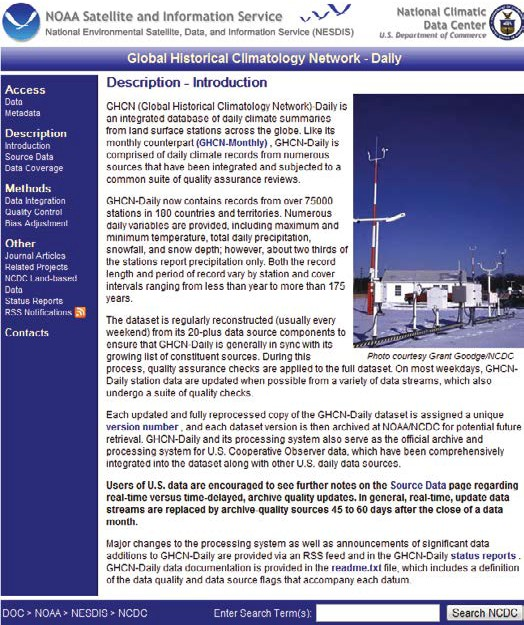 NOAA Satellite and Information Service
National Environmental Satellite, Data, and Information Service (NESDIS)
National Climatic
Data Center
U.S. Department of Commerce
Global Historical Climatology Network - Daily
Access
Data
Metadata
Description
Introduction
Source Data
Data Coverage
Methods
Data Integration
Quality Control
Bias Adjustment
Other
Journal Articles
Related Projects
NCDC Land-based
Data
Status Reports
RSS Notifications
Contacts
Description - Introduction
GHCN (Global Historical Climatology Network)-Daily is
an integrated database of daily climate summaries
from land surface stations across the globe. Like its
monthly counterpart (GHCN-Monthly) , GHCN-Daily is
comprised of daily climate records from numerous
sources that have been integrated and subjected to a
common suite of quality assurance reviews.
GHCN-Daily now contains records from over 75000
stations in 180 countries and territories. Numerous
daily variables are provided, including maximum and
minimum temperature, total daily precipitation,
snowfall, and snow depth; however, about two thirds of
the stations report precipitation only. Both the record
length and period of record vary by station and cover
intervals ranging from less than year to more than 175
years.
The dataset is regularly reconstructed (usually every
weekend) from its 20-plus data source components to
ensure that GHCN-Daily is generally in sync with its
growing list of constituent sources. During this
process, quality assurance checks are applied to the full dataset. On most weekdays, GHCN-
Daily station data are updated when possible from a variety of data streams, which also
undergo a suite of quality checks.
Photo courtesy Grant Goodge/NCDC
Each updated and fully reprocessed copy of the GHCN-Daily dataset is assigned a unique
version number , and each dataset version is then archived at NOAA/NCDC for potential future
retrieval. GHCN-Daily and its processing system also serve as the official archive and
processing system for U.S. Cooperative Observer data, which have been comprehensively
integrated into the dataset along with other U.S. daily data sources.
Users of U.S. data are encouraged to see further notes on the Source Data page regarding
real-time versus time-delayed, archive quality updates. In general, real-time, update data
streams are replaced by archive-quality sources 45 to 60 days after the close of a data
month.
Major changes to the processing system as well as announcements of significant data
additions to GHCN-Daily are provided via an RSS feed and in the GHCN-Daily status reports .
GHCN-Daily data documentation is provided in the readme.txt file, which includes a definition
of the data quality and data source flags that accompany each datum.
DOC > NOAA > NESDIS > NCDC
Enter Search Term(s):
Search NCDC